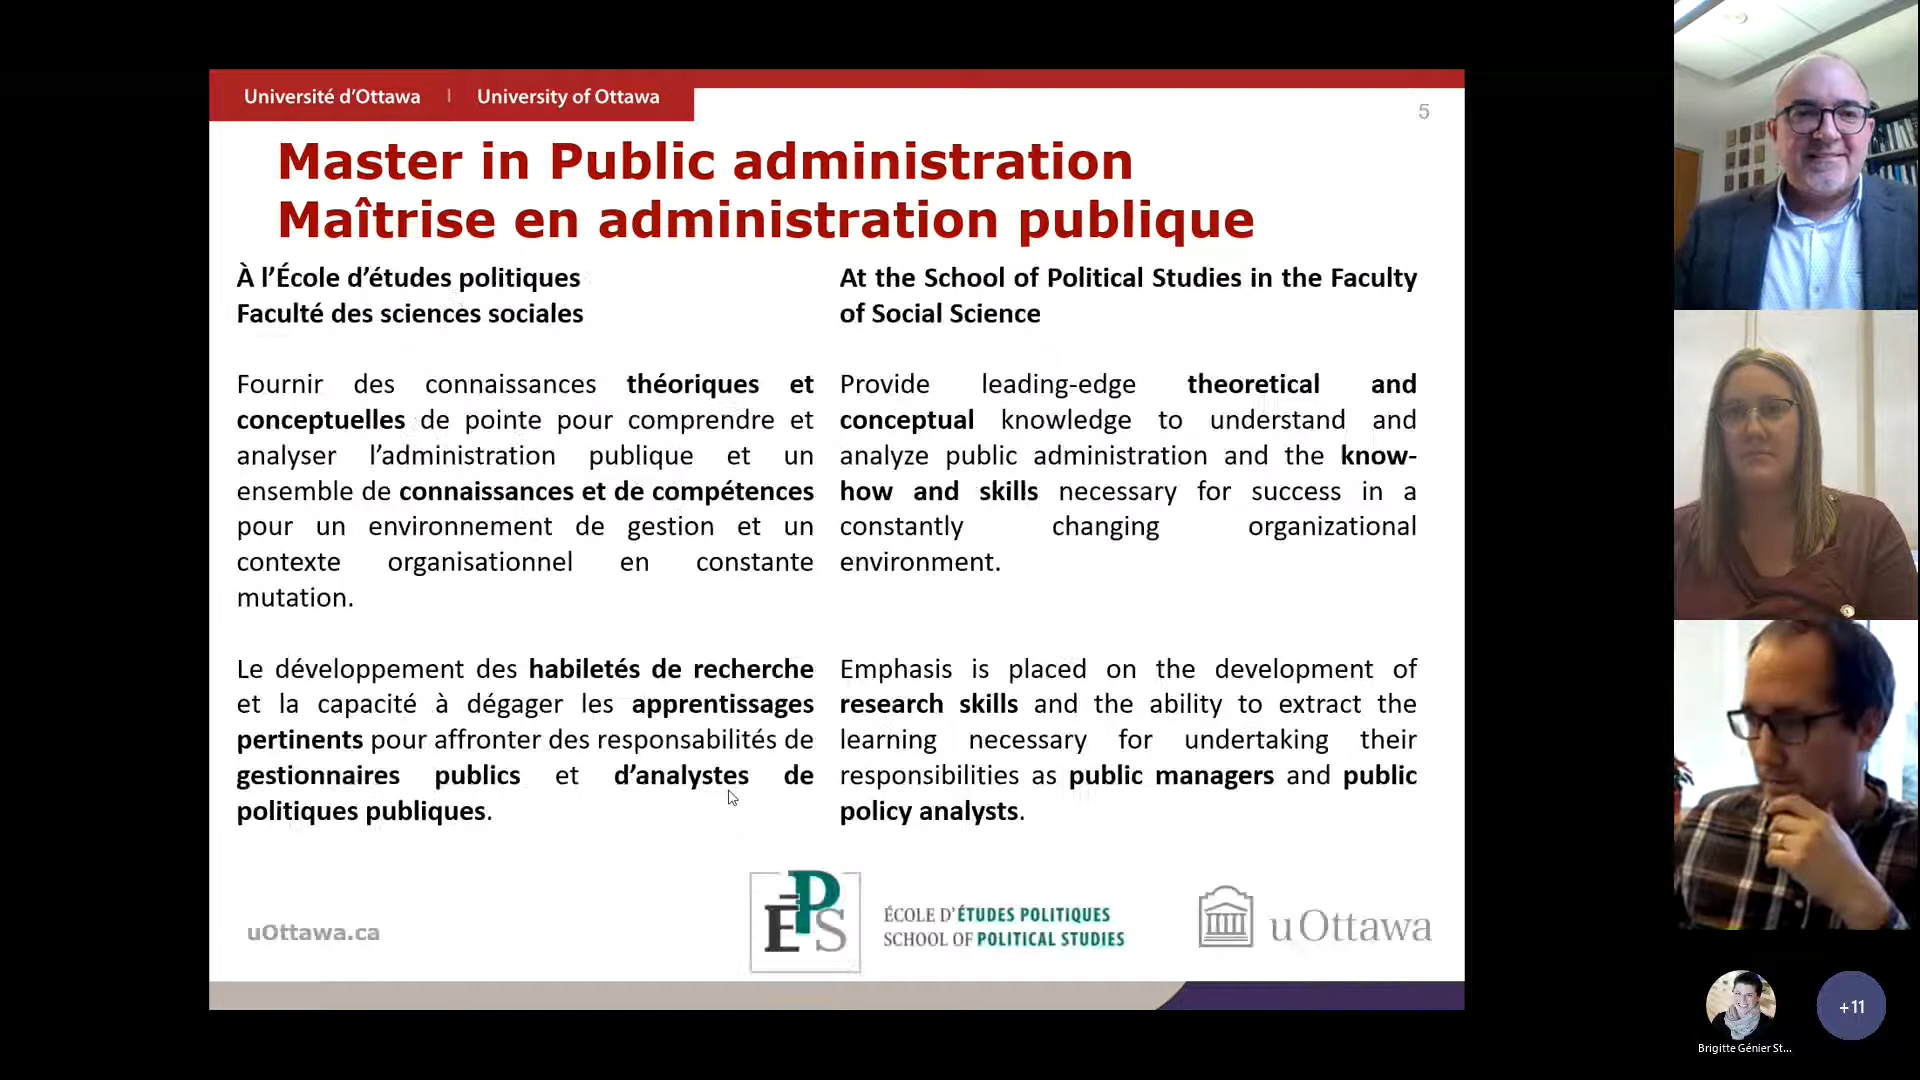 Université d'Ottawa | University of Ottawa
5
Master in Public administration
Maîtrise en administration publique
À l'École d'études politiques
Faculté des sciences sociales
Fournir des connaissances théoriques et
conceptuelles de pointe pour comprendre et
analyser l'administration publique et un
ensemble de connaissances et de compétences
pour un environnement de gestion et un
contexte organisationnel en constante
mutation.
Le développement des habiletés de recherche
et la capacité à dégager les apprentissages
pertinents pour affronter des responsabilités de
gestionnaires publics et d'analystes de
politiques publiques.
At the School of Political Studies in the Faculty
of Social Science
Provide leading-edge theoretical and
conceptual knowledge to understand and
analyze public administration and the know-
how and skills necessary for success in a
constantly changing organizational
environment.
Emphasis is placed on the development of
research skills and the ability to extract the
learning necessary for undertaking their
responsibilities as public managers and public
policy analysts.
uOttawa.ca
ÉPS
ÉCOLE D'ÉTUDES POLITIQUES
SCHOOL OF POLITICAL STUDIES
uOttawa
+11
Brigitte Génier St...